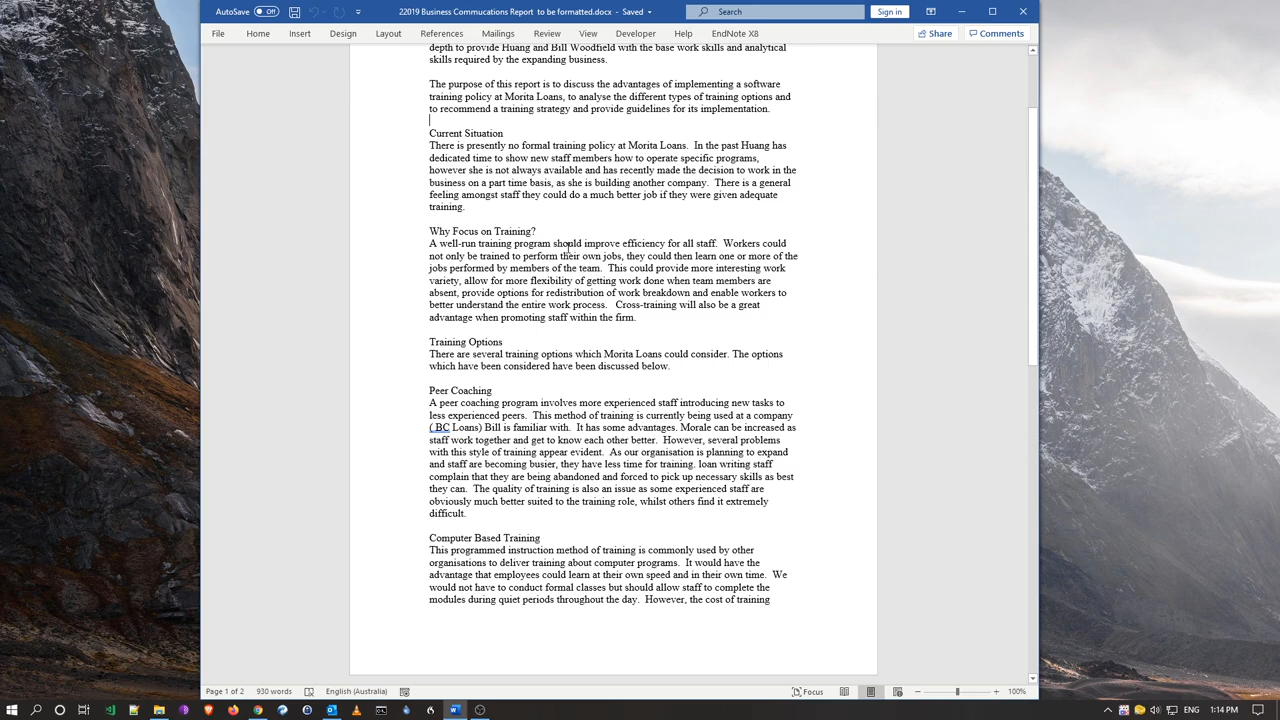 AutoSave Off 22019 Business Commucations Report to be formatted.docx - Saved Search Sign in
File Home Insert Design Layout References Mailings Review View Developer Help EndNote X8 Share Comments
depth to provide Huang and Bill Woodfield with the base work skills and analytical
skills required by the expanding business.
The purpose of this report is to discuss the advantages of implementing a software
training policy at Morita Loans, to analyse the different types of training options and
to recommend a training strategy and provide guidelines for its implementation.
Current Situation
There is presently no formal training policy at Morita Loans. In the past Huang has
dedicated time to show new staff members how to operate specific programs,
however she is not always available and has recently made the decision to work in the
business on a part time basis, as she is building another company. There is a general
feeling amongst staff they could do a much better job if they were given adequate
training.
Why Focus on Training?
A well-run training program should improve efficiency for all staff. Workers could
not only be trained to perform their own jobs, they could then learn one or more of the
jobs performed by members of the team. This could provide more interesting work
variety, allow for more flexibility of getting work done when team members are
absent, provide options for redistribution of work breakdown and enable workers to
better understand the entire work process. Cross-training will also be a great
advantage when promoting staff within the firm.
Training Options
There are several training options which Morita Loans could consider. The options
which have been considered have been discussed below.
Peer Coaching
A peer coaching program involves more experienced staff introducing new tasks to
less experienced peers. This method of training is currently being used at a company
( BC Loans) Bill is familiar with. It has some advantages. Morale can be increased as
staff work together and get to know each other better. However, several problems
with this style of training appear evident. As our organisation is planning to expand
and staff are becoming busier, they have less time for training. loan writing staff
complain that they are being abandoned and forced to pick up necessary skills as best
they can. The quality of training is also an issue as some experienced staff are
obviously much better suited to the training role, whilst others find it extremely
difficult.
Computer Based Training
This programmed instruction method of training is commonly used by other
organisations to deliver training about computer programs. It would have the
advantage that employees could learn at their own speed and in their own time. We
would not have to conduct formal classes but should allow staff to complete the
modules during quiet periods throughout the day. However, the cost of training
Page 1 of 2 930 words English (Australia) Focus 100%
1:14 PM